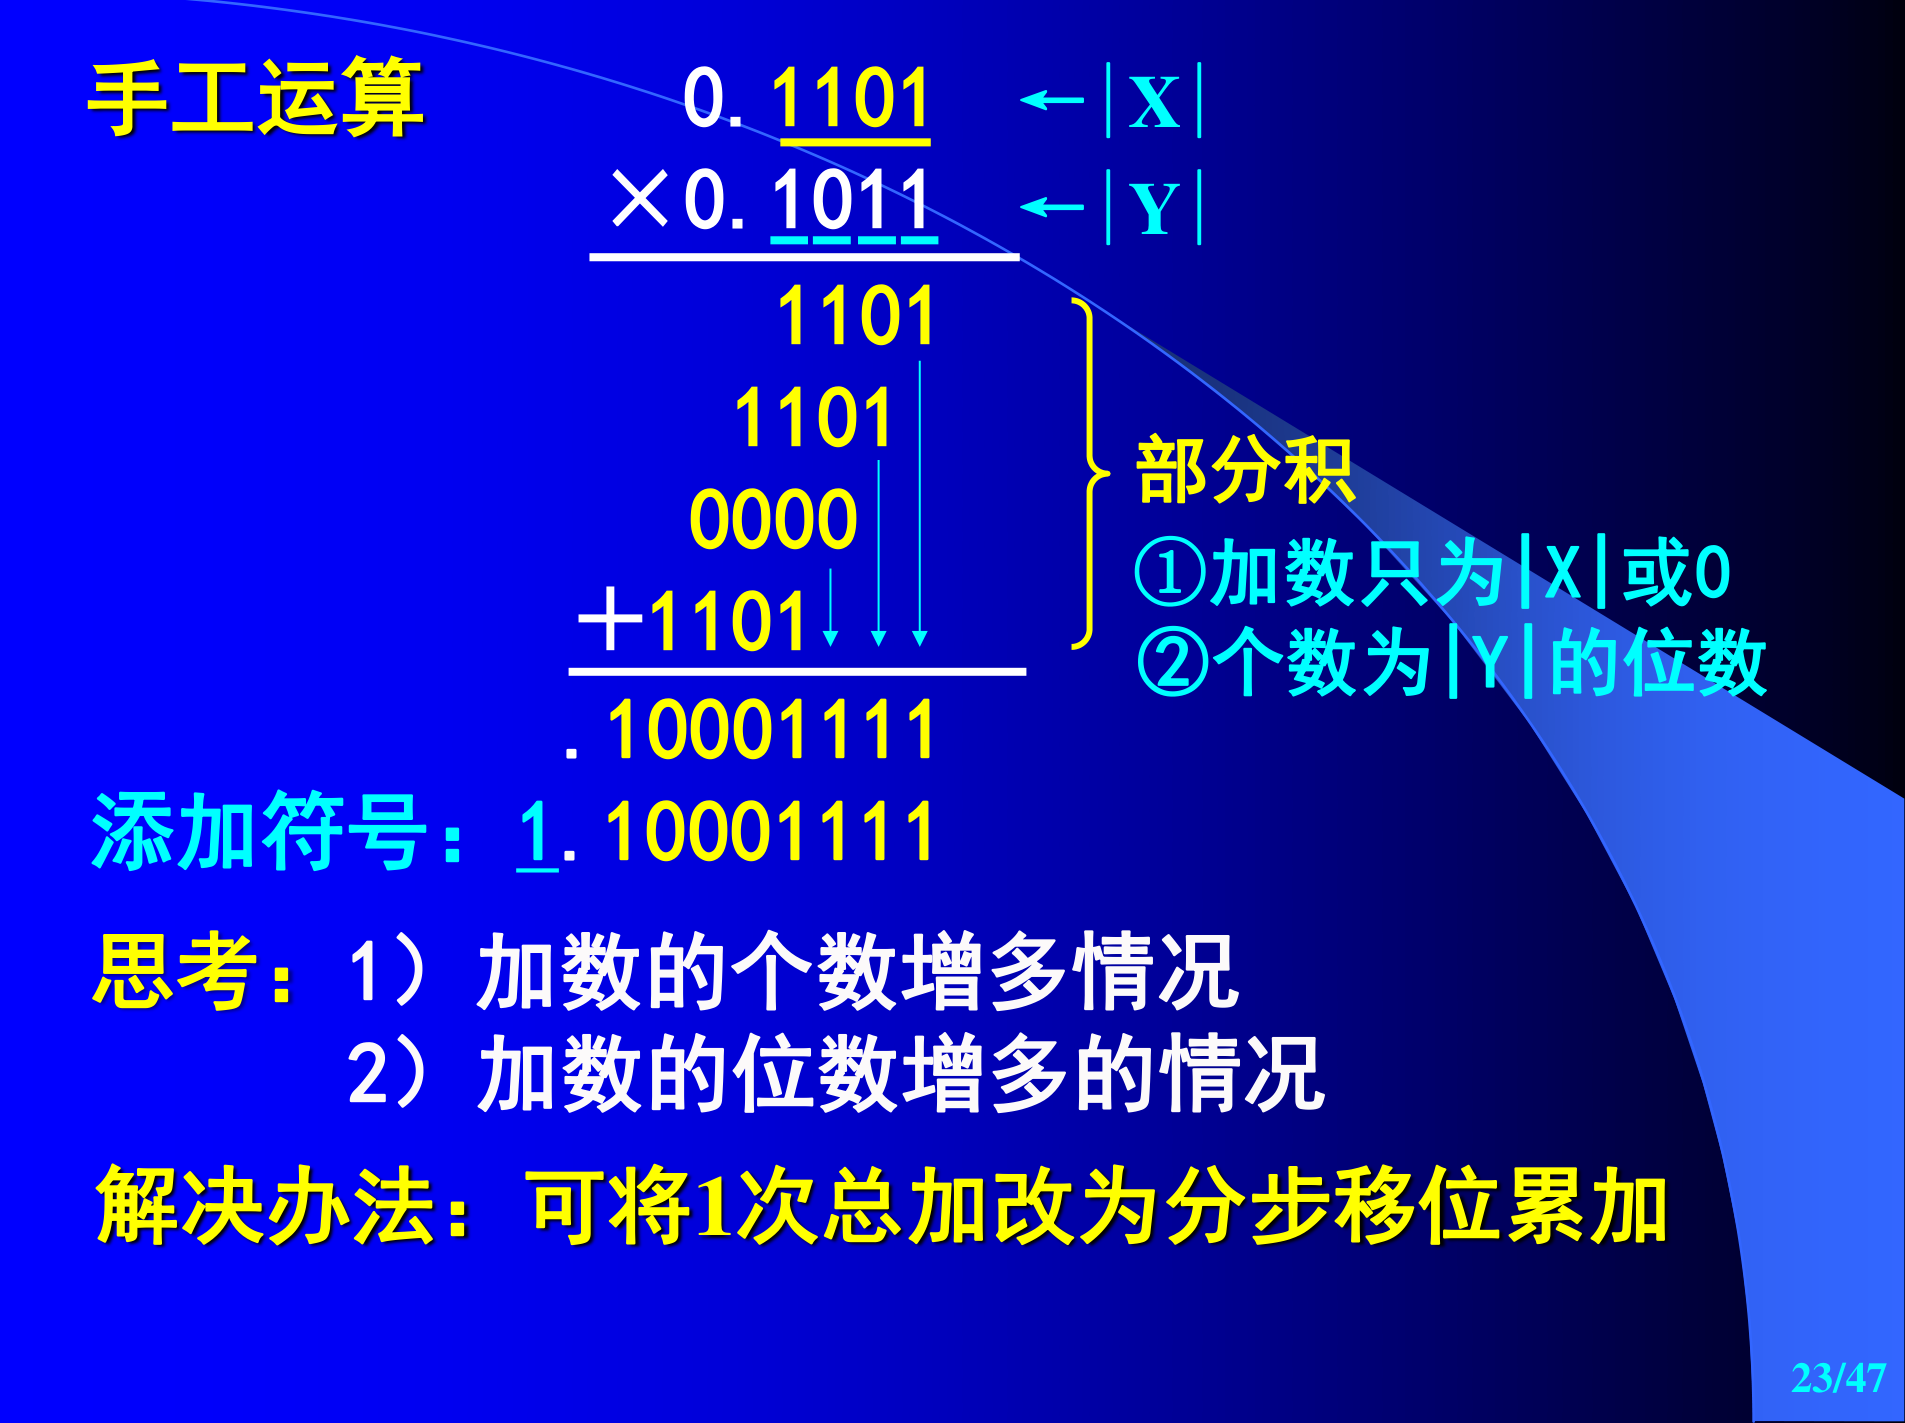 手工运算 0.1101 ←|X|
×0.1011 ←|Y|
1101
1101
0000
+1101
部分积
①加数只为|X|或0
②个数为|Y|的位数
.10001111
添加符号：1.10001111
思考：1）加数的个数增多情况
2）加数的位数增多的情况
解决办法：可将1次总加改为分步移位累加
23/47